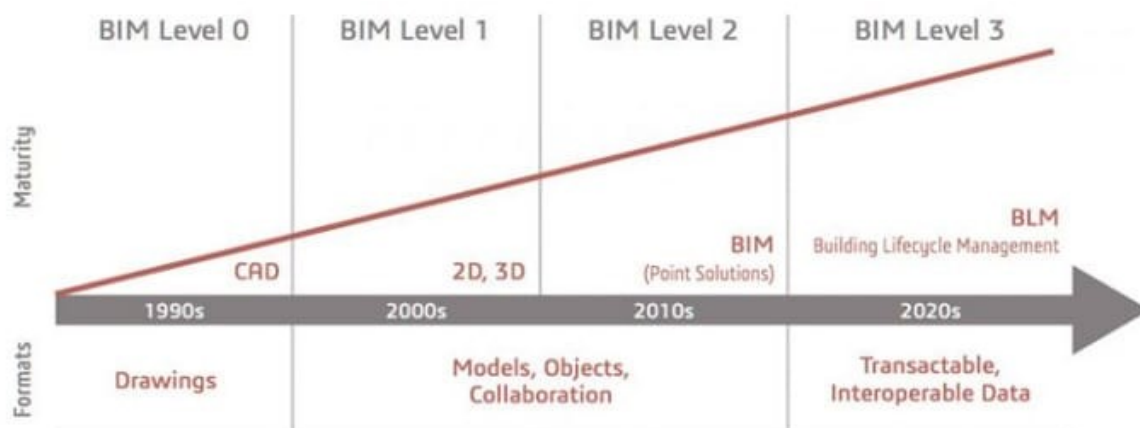 BIM Level 0
BIM Level 1
BIM Level 2
BIM Level 3
Maturity
CAD
2D, 3D
BIM
(Point Solutions)
BLM
Building Lifecycle Management
1990s
2000s
2010s
2020s
Formats
Drawings
Models, Objects,
Collaboration
Transactable,
Interoperable Data